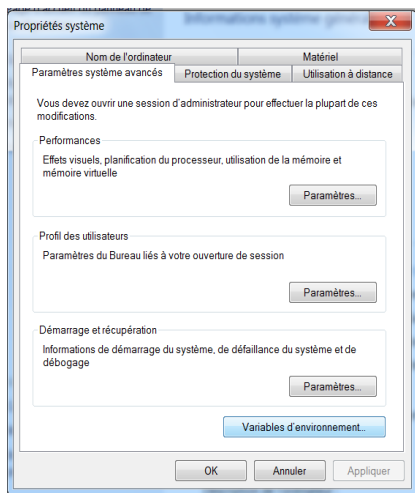 Informations système généra
Propriétés système
Nom de l'ordinateur
Matériel
Paramètres système avancés
Protection du système
Utilisation à distance
Vous devez ouvrir une session d'administrateur pour effectuer la plupart de ces
modifications.
Performances
Effets visuels, planification du processeur, utilisation de la mémoire et
mémoire virtuelle
Paramètres...
Profil des utilisateurs
Paramètres du Bureau liés à votre ouverture de session
Paramètres...
Démarrage et récupération
Informations de démarrage du système, de défaillance du système et de
débogage
Paramètres...
Variables d'environnement...
OK
Annuler
Appliquer